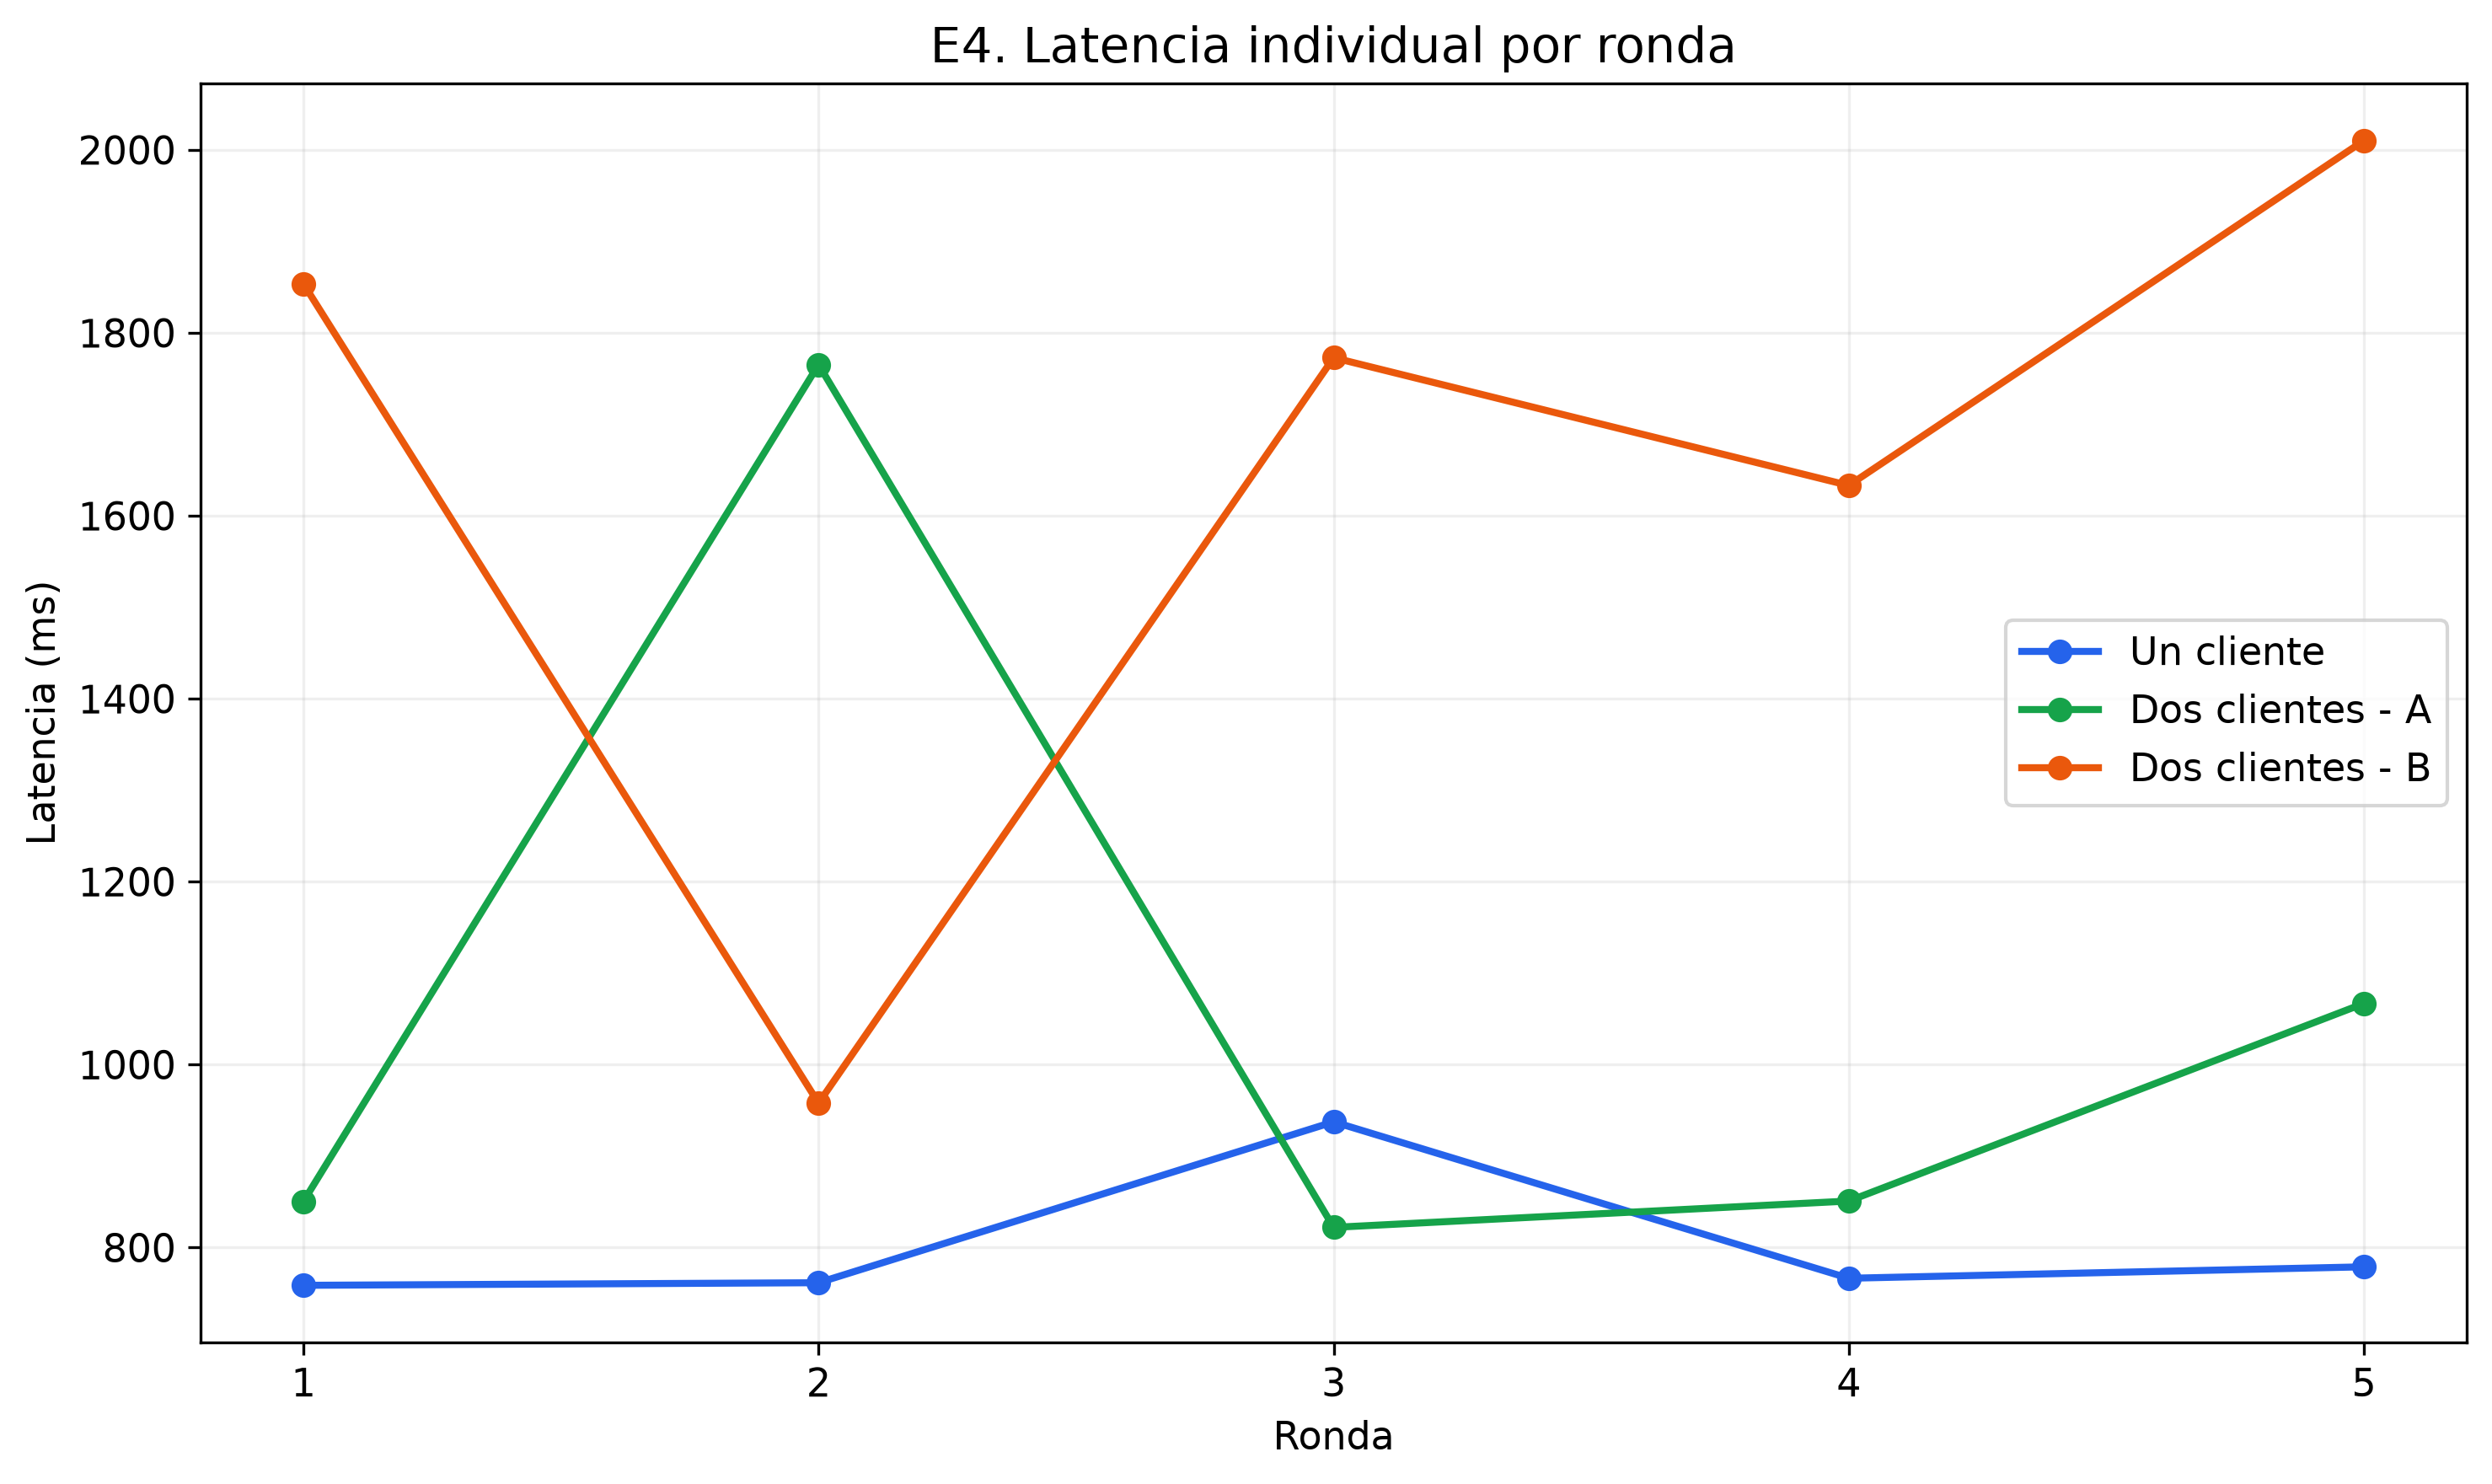 E4. Latencia individual por ronda
2000
1800
1600
1400
1200
1000
800
Latencia (ms)
Un cliente
Dos clientes - A
Dos clientes - B
1 2 3 4 5
Ronda